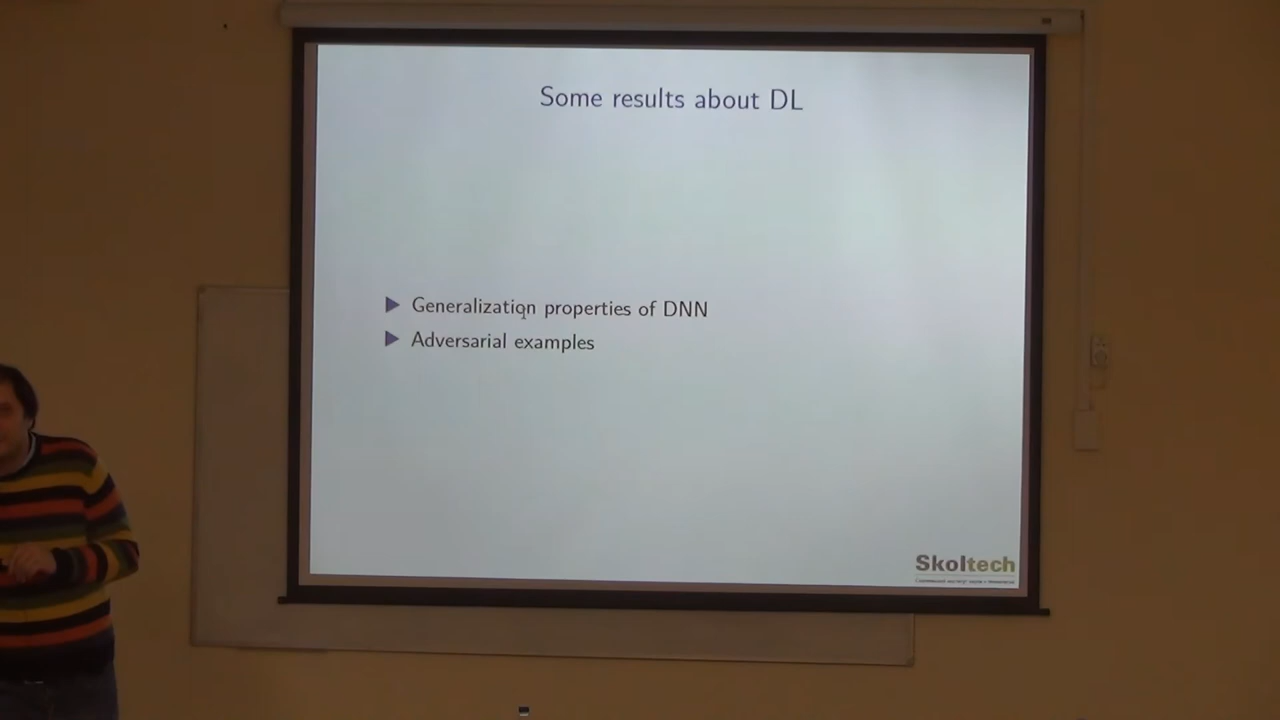 Some results about DL
Generalization properties of DNN
Adversarial examples
Skoltech